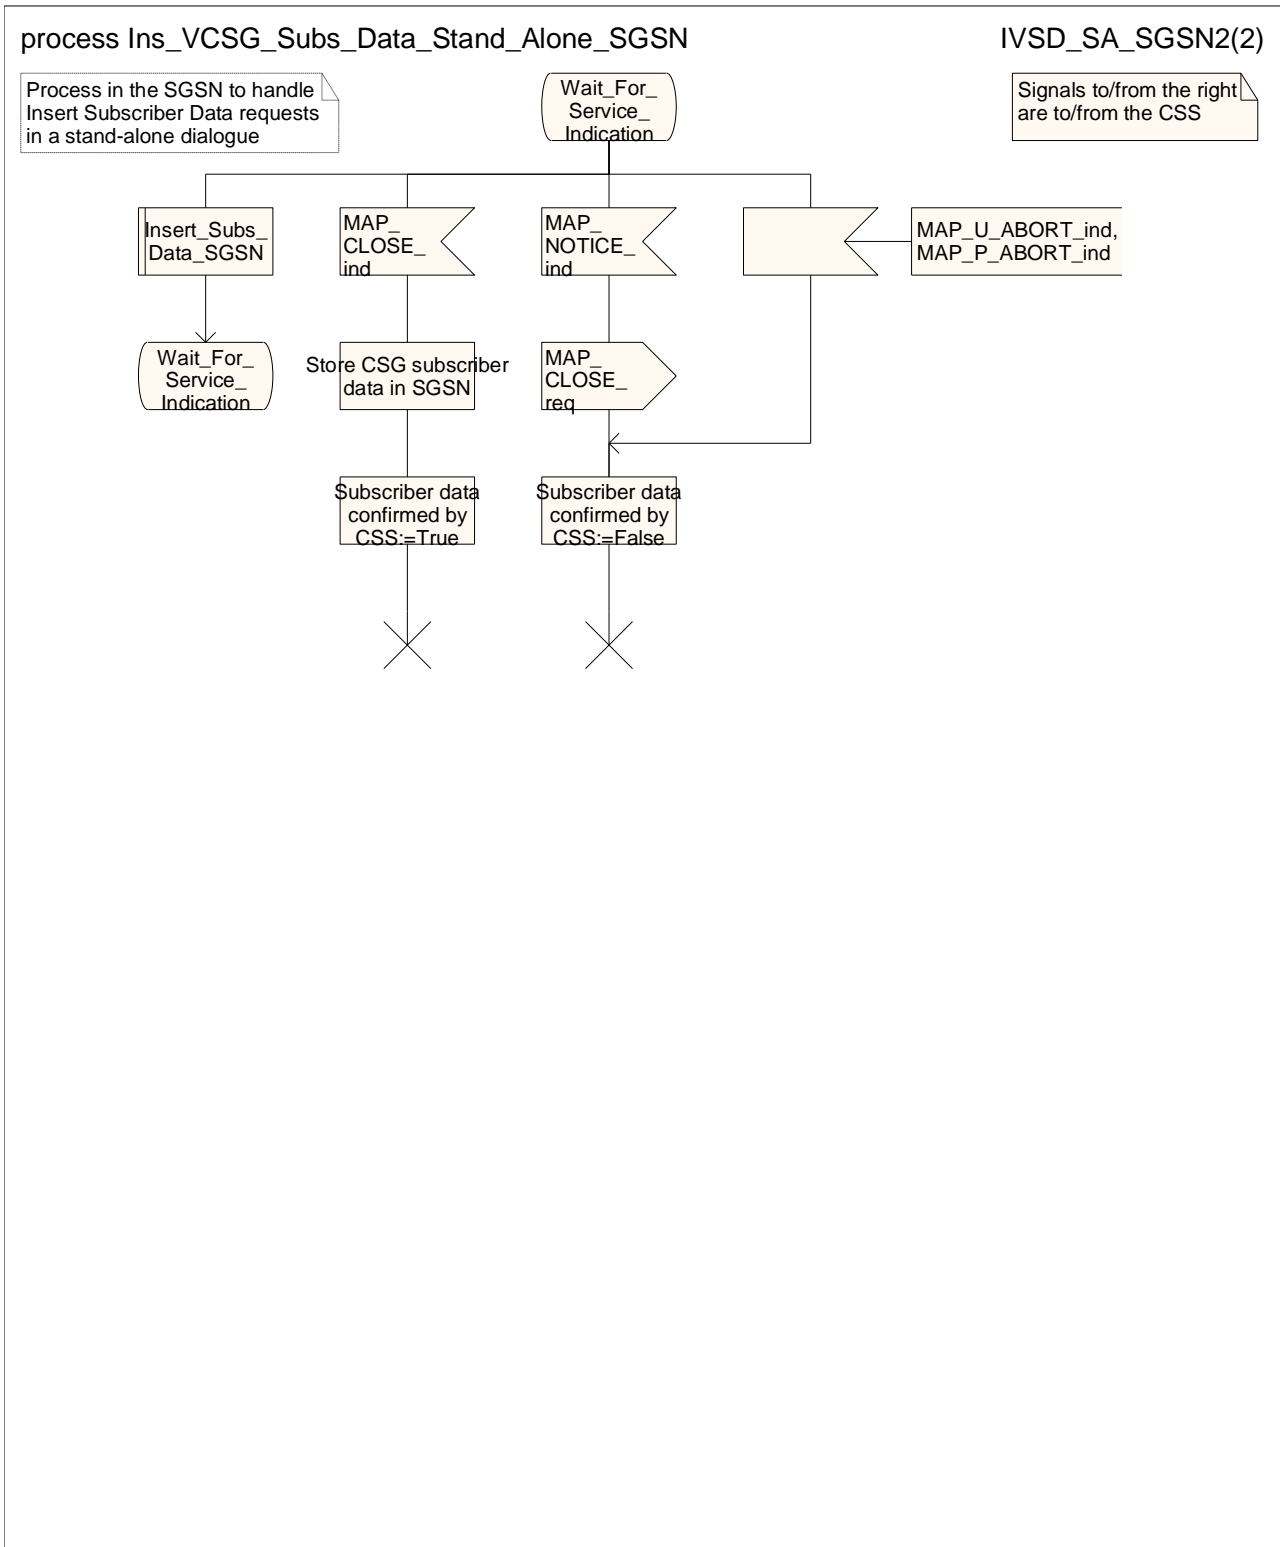 process Ins_VCSG_Subs_Data_Stand_Alone_SGSN
IVSD_SA_SGSN2(2)
Process in the SGSN to handle
Insert Subscriber Data requests
in a stand-alone dialogue
Wait_For_
Service_
Indication
Signals to/from the right
are to/from the CSS
Insert_Subs_
Data_SGSN
MAP_
CLOSE_
ind
MAP_
NOTICE_
ind
MAP_U_ABORT_ind,
MAP_P_ABORT_ind
Wait_For_
Service_
Indication
Store CSG subscriber
data in SGSN
MAP_
CLOSE_
req
Subscriber data
confirmed by
CSS:=True
Subscriber data
confirmed by
CSS:=False